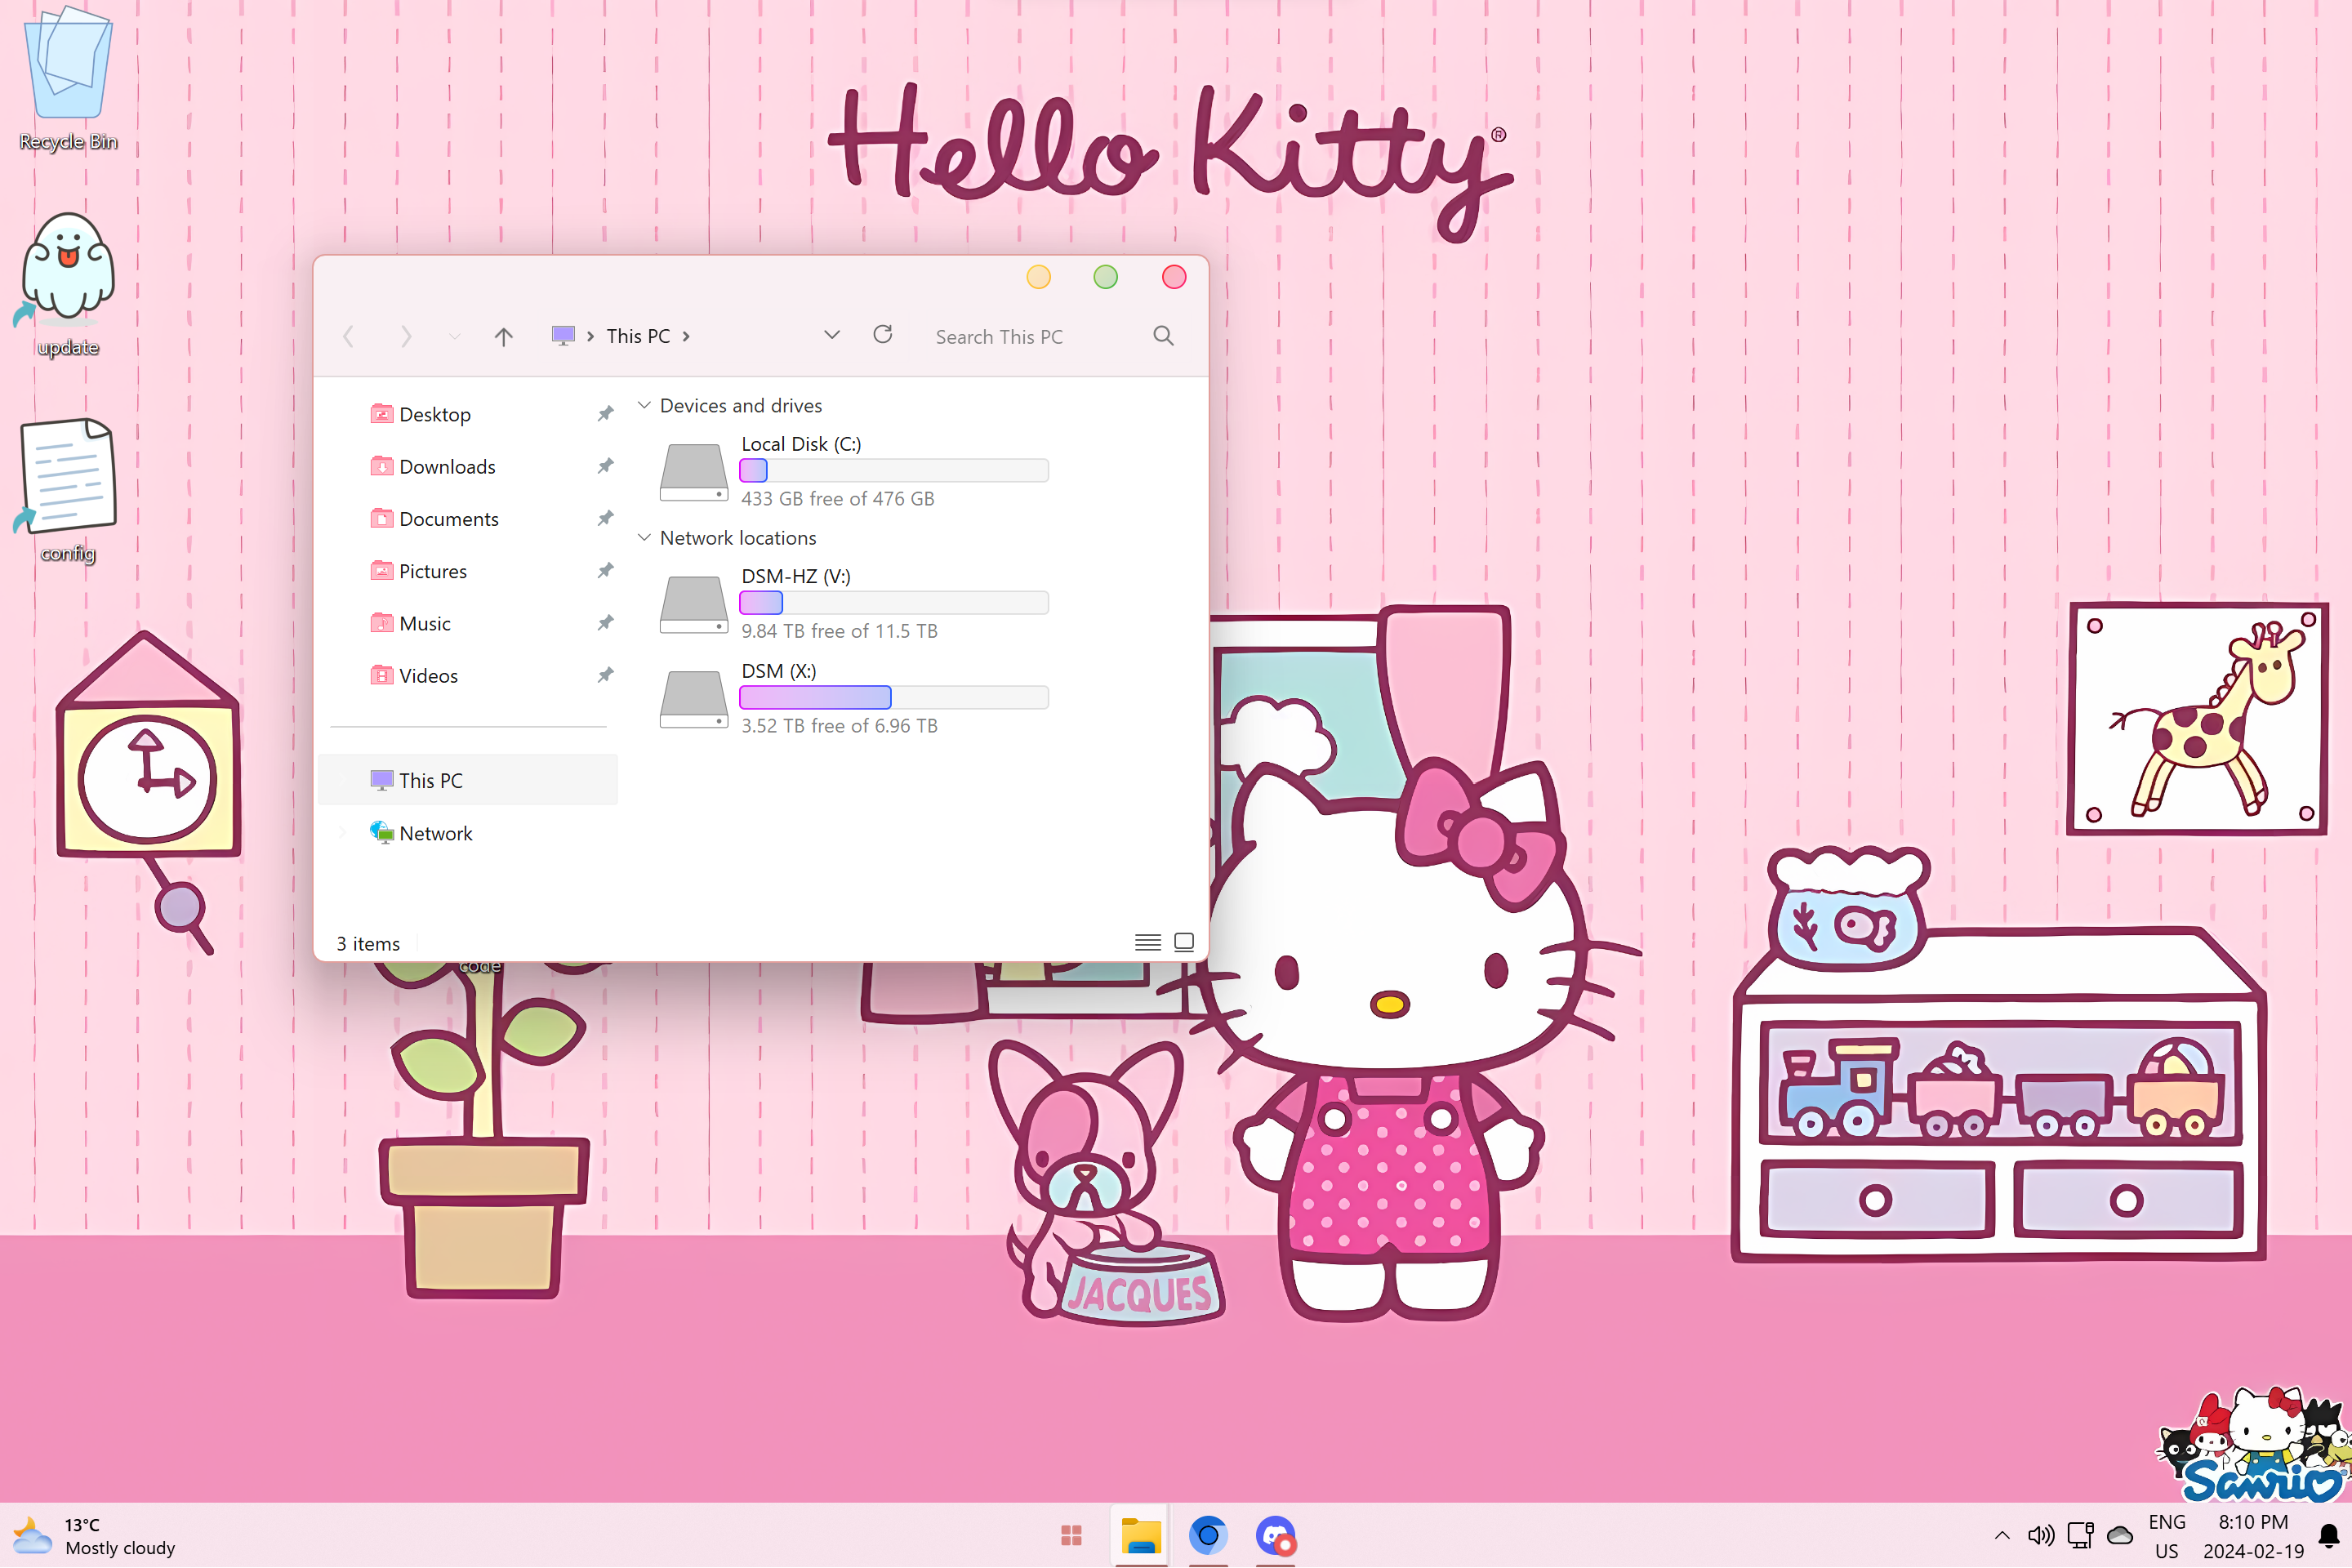 Hello Kitty®
Recycle Bin
update
config
This PC
Search This PC
Desktop
Downloads
Documents
Pictures
Music
Videos
This PC
Network
Devices and drives
Local Disk (C:)
433 GB free of 476 GB
Network locations
DSM-HZ (V:)
9.84 TB free of 11.5 TB
DSM (X:)
3.52 TB free of 6.96 TB
3 items
code
JACQUES
Sanrio
13°C
Mostly cloudy
ENG
US
8:10 PM
2024-02-19